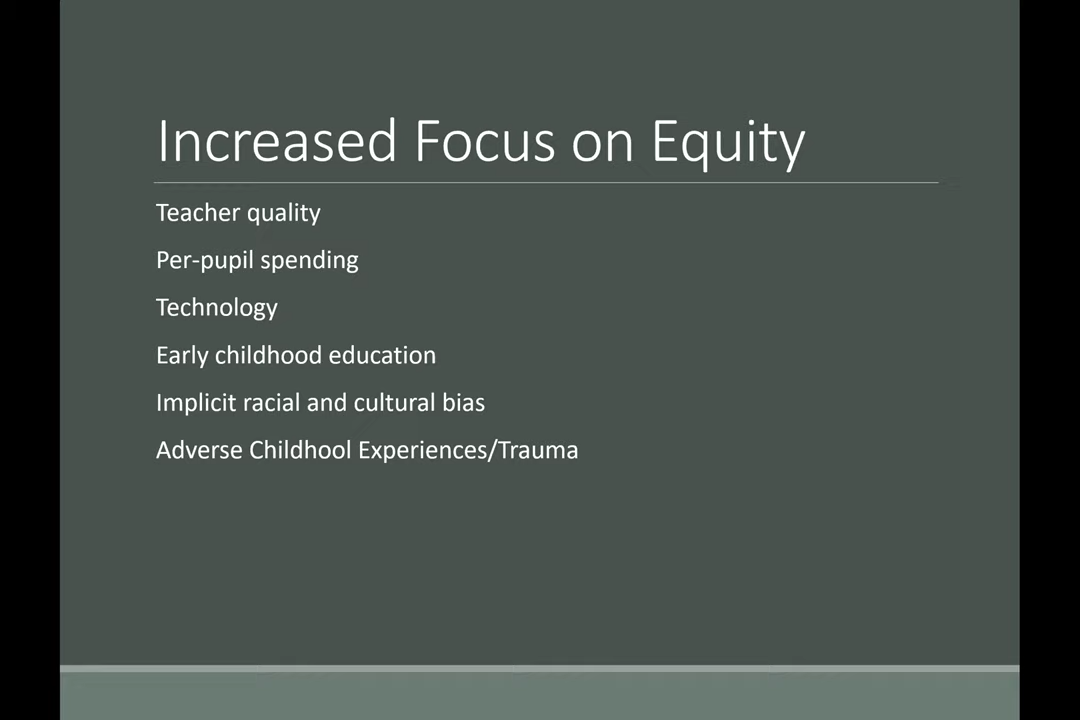 Increased Focus on Equity
Teacher quality
Per-pupil spending
Technology
Early childhood education
Implicit racial and cultural bias
Adverse Childhool Experiences/Trauma